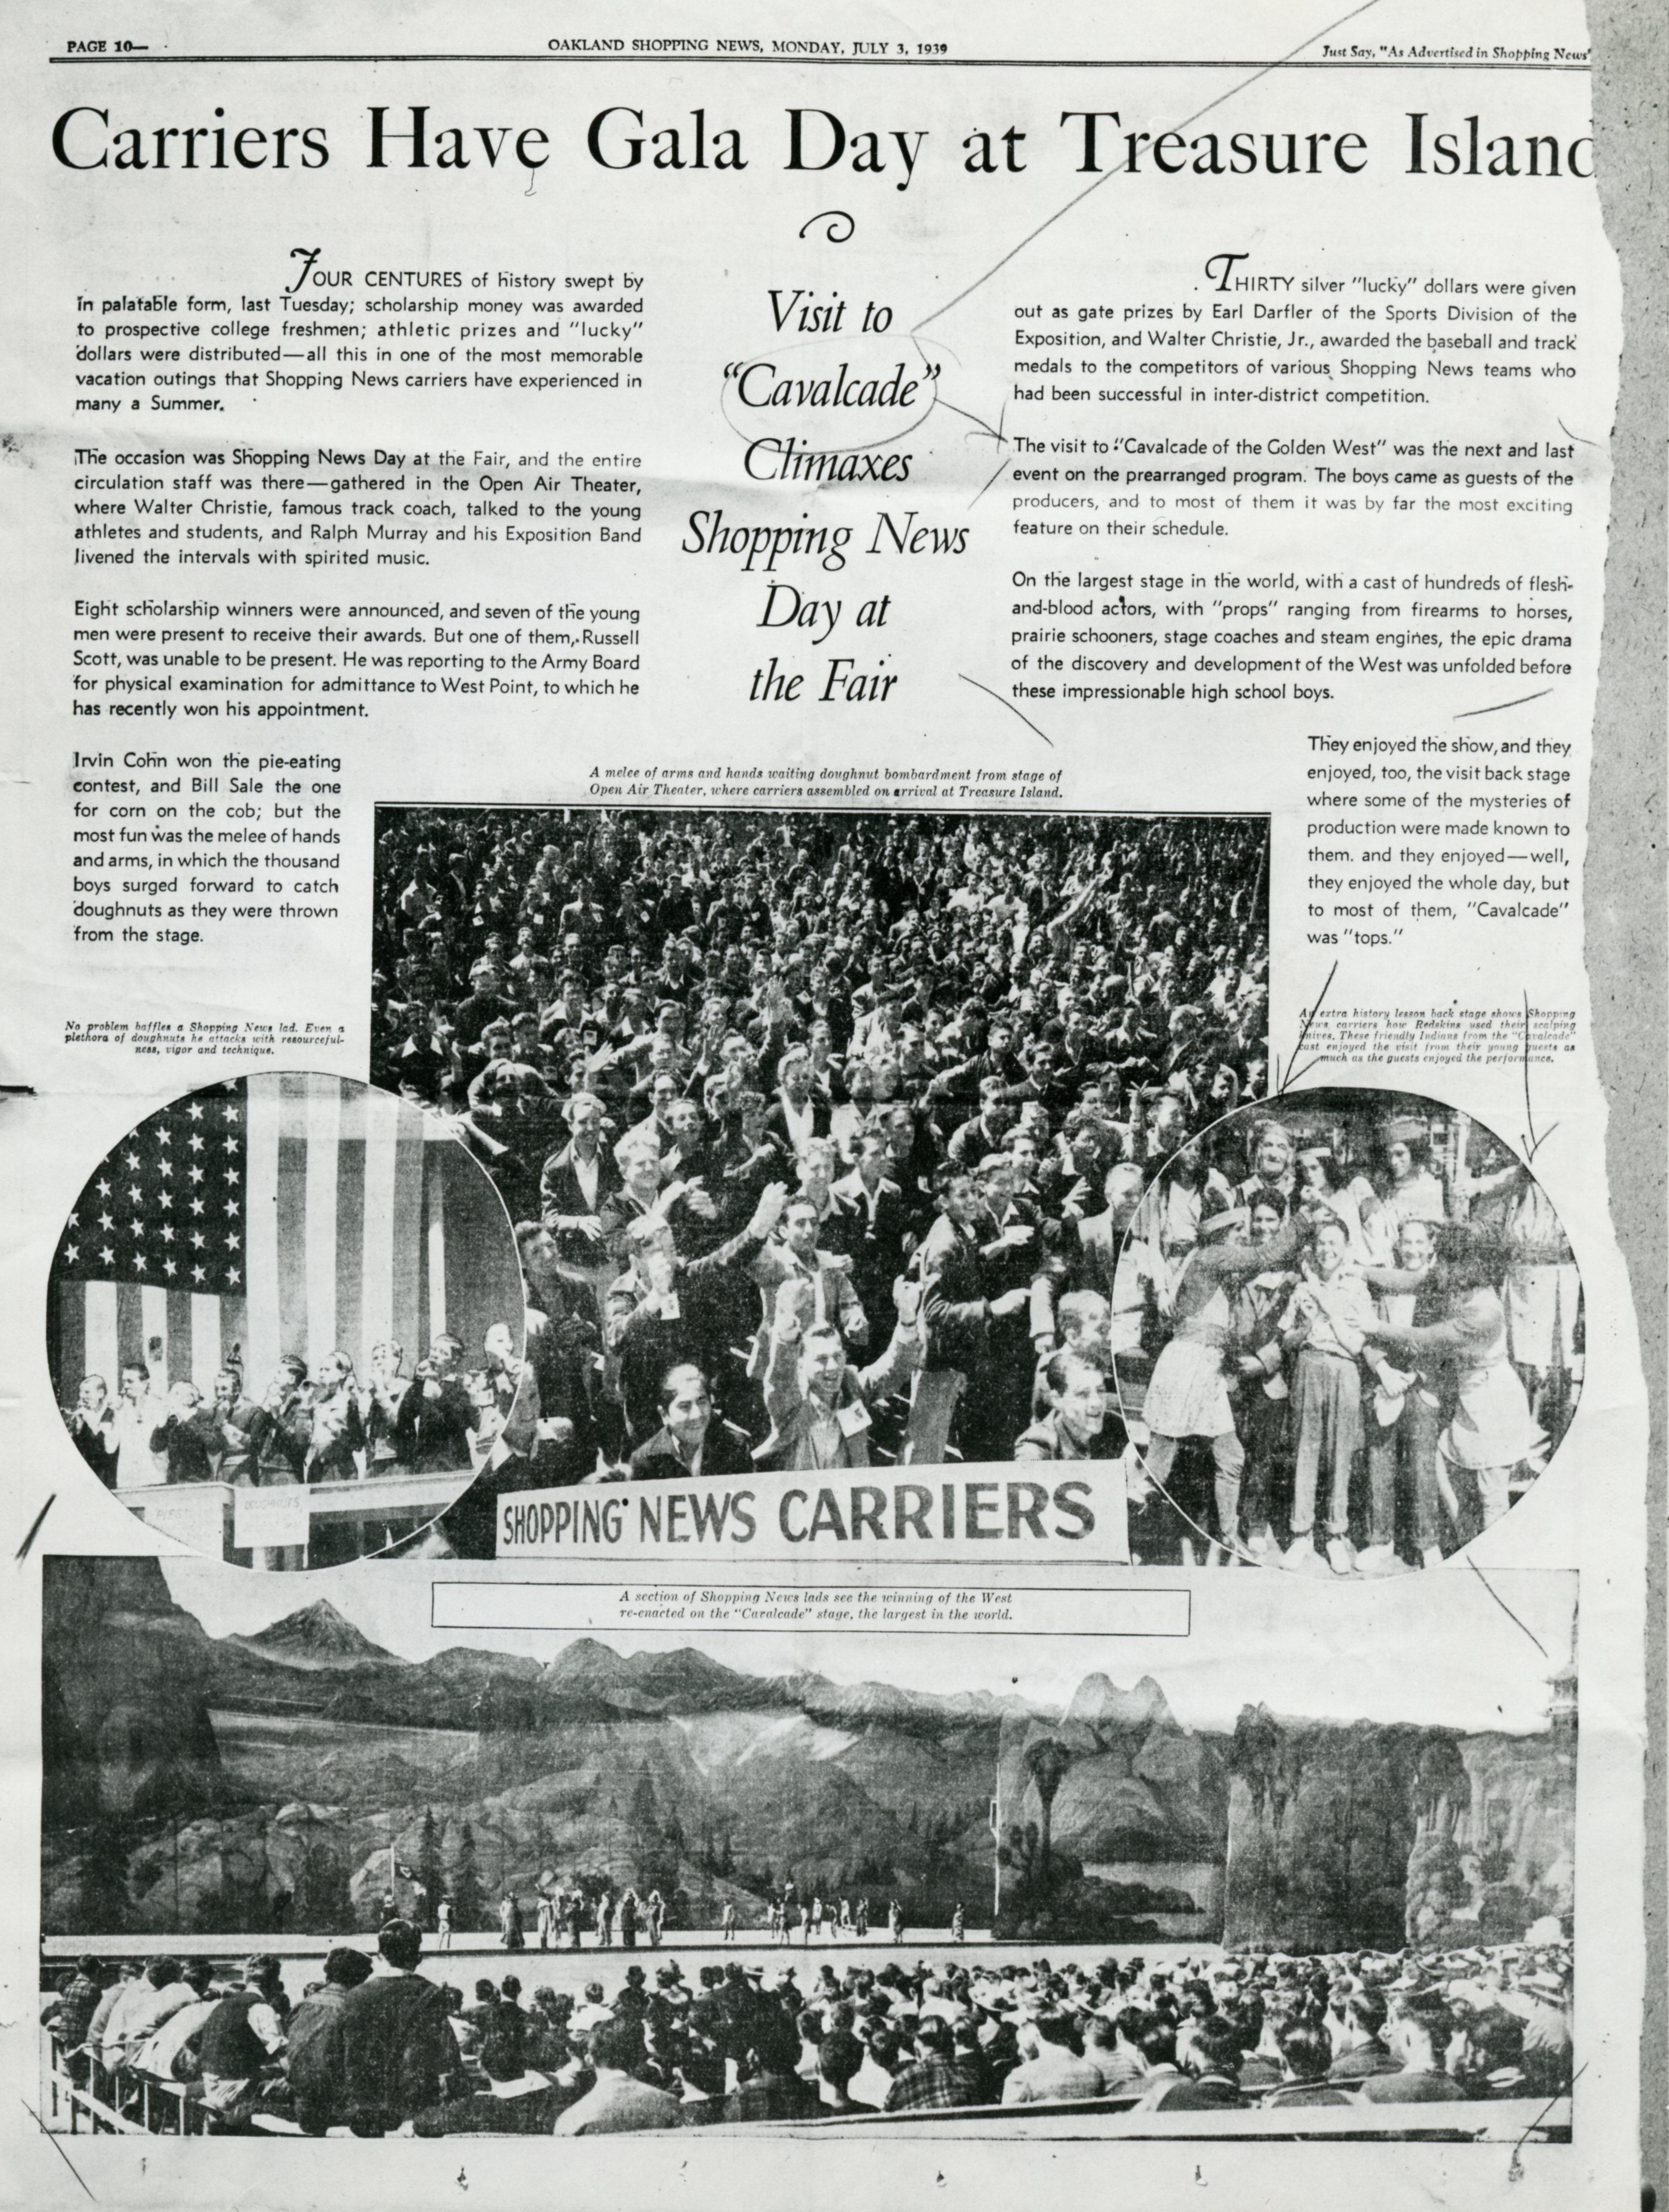 PAGE 10—
OAKLAND SHOPPING NEWS, MONDAY, JULY 3, 1939
Just Say, "As Advertised in Shopping News"
Carriers Have Gala Day at Treasure Island
FOUR CENTURES of history swept by
in palatable form, last Tuesday; scholarship money was awarded
to prospective college freshmen; athletic prizes and "lucky"
dollars were distributed—all this in one of the most memorable
vacation outings that Shopping News carriers have experienced in
many a Summer.
The occasion was Shopping News Day at the Fair, and the entire
circulation staff was there—gathered in the Open Air Theater,
where Walter Christie, famous track coach, talked to the young
athletes and students, and Ralph Murray and his Exposition Band
livened the intervals with spirited music.
Eight scholarship winners were announced, and seven of the young
men were present to receive their awards. But one of them, Russell
Scott, was unable to be present. He was reporting to the Army Board
for physical examination for admittance to West Point, to which he
has recently won his appointment.
Irvin Cohn won the pie-eating
contest, and Bill Sale the one
for corn on the cob; but the
most fun was the melee of hands
and arms, in which the thousand
boys surged forward to catch
doughnuts as they were thrown
from the stage.
Visit to
"Cavalcade"
Climaxes
Shopping News
Day at
the Fair
THIRTY silver "lucky" dollars were given
out as gate prizes by Earl Darfler of the Sports Division of the
Exposition, and Walter Christie, Jr., awarded the baseball and track
medals to the competitors of various Shopping News teams who
had been successful in inter-district competition.
The visit to "Cavalcade of the Golden West" was the next and last
event on the prearranged program. The boys came as guests of the
producers, and to most of them it was by far the most exciting
feature on their schedule.
On the largest stage in the world, with a cast of hundreds of flesh-
and-blood actors, with "props" ranging from firearms to horses,
prairie schooners, stage coaches and steam engines, the epic drama
of the discovery and development of the West was unfolded before
these impressionable high school boys.
They enjoyed the show, and they
enjoyed, too, the visit back stage
where some of the mysteries of
production were made known to
them. and they enjoyed—well,
they enjoyed the whole day, but
to most of them, "Cavalcade"
was "tops."
A melee of arms and hands waiting doughnut bombardment from stage of
Open Air Theater, where carriers assembled on arrival at Treasure Island.
No problem baffles a Shopping News lad. Even a
plethora of doughnuts he attacks with resourceful-
ness, vigor and technique.
An extra history lesson back stage shows Shopping
News carriers how Redskins used their scalping
knives. These friendly Indians from the "Cavalcade"
cast enjoyed the visit from their young guests as
much as the guests enjoyed the performance.
DOUGHNUTS
SHOPPING NEWS CARRIERS
A section of Shopping News lads see the winning of the West
re-enacted on the "Cavalcade" stage, the largest in the world.